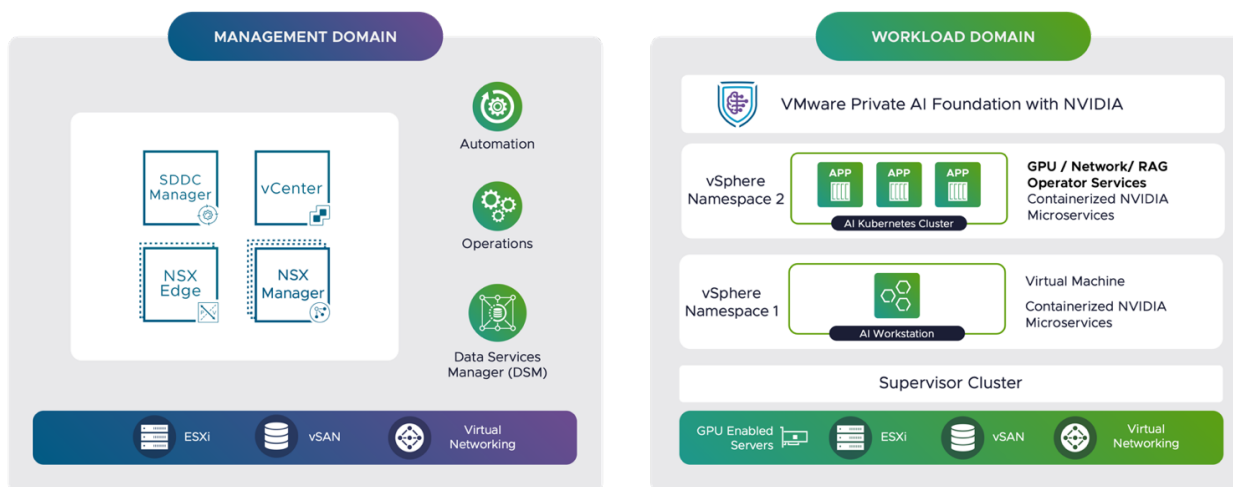 MANAGEMENT DOMAIN
SDDC
Manager
vCenter
NSX
Edge
NSX
Manager
Automation
Operations
Data Services
Manager (DSM)
ESXi
vSAN
Virtual
Networking
WORKLOAD DOMAIN
VMware Private AI Foundation with NVIDIA
vSphere
Namespace 2
APP
APP
APP
AI Kubernetes Cluster
GPU / Network/ RAG
Operator Services
Containerized NVIDIA
Microservices
vSphere
Namespace 1
AI Workstation
Virtual Machine
Containerized NVIDIA
Microservices
Supervisor Cluster
GPU Enabled
Servers
ESXi
vSAN
Virtual
Networking